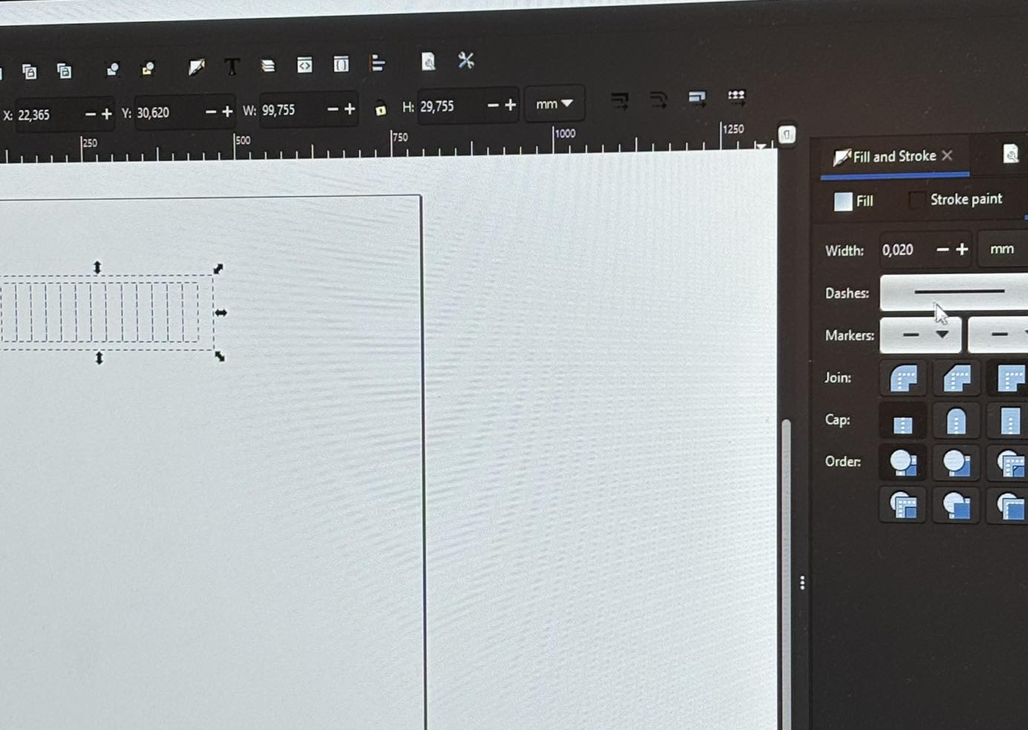 X: 22,365 Y: 30,620 W: 99,755 H: 29,755 mm
250 500 750 1000 1250
Fill and Stroke
Fill Stroke paint
Width: 0,020 mm
Dashes:
Markers:
Join:
Cap:
Order: